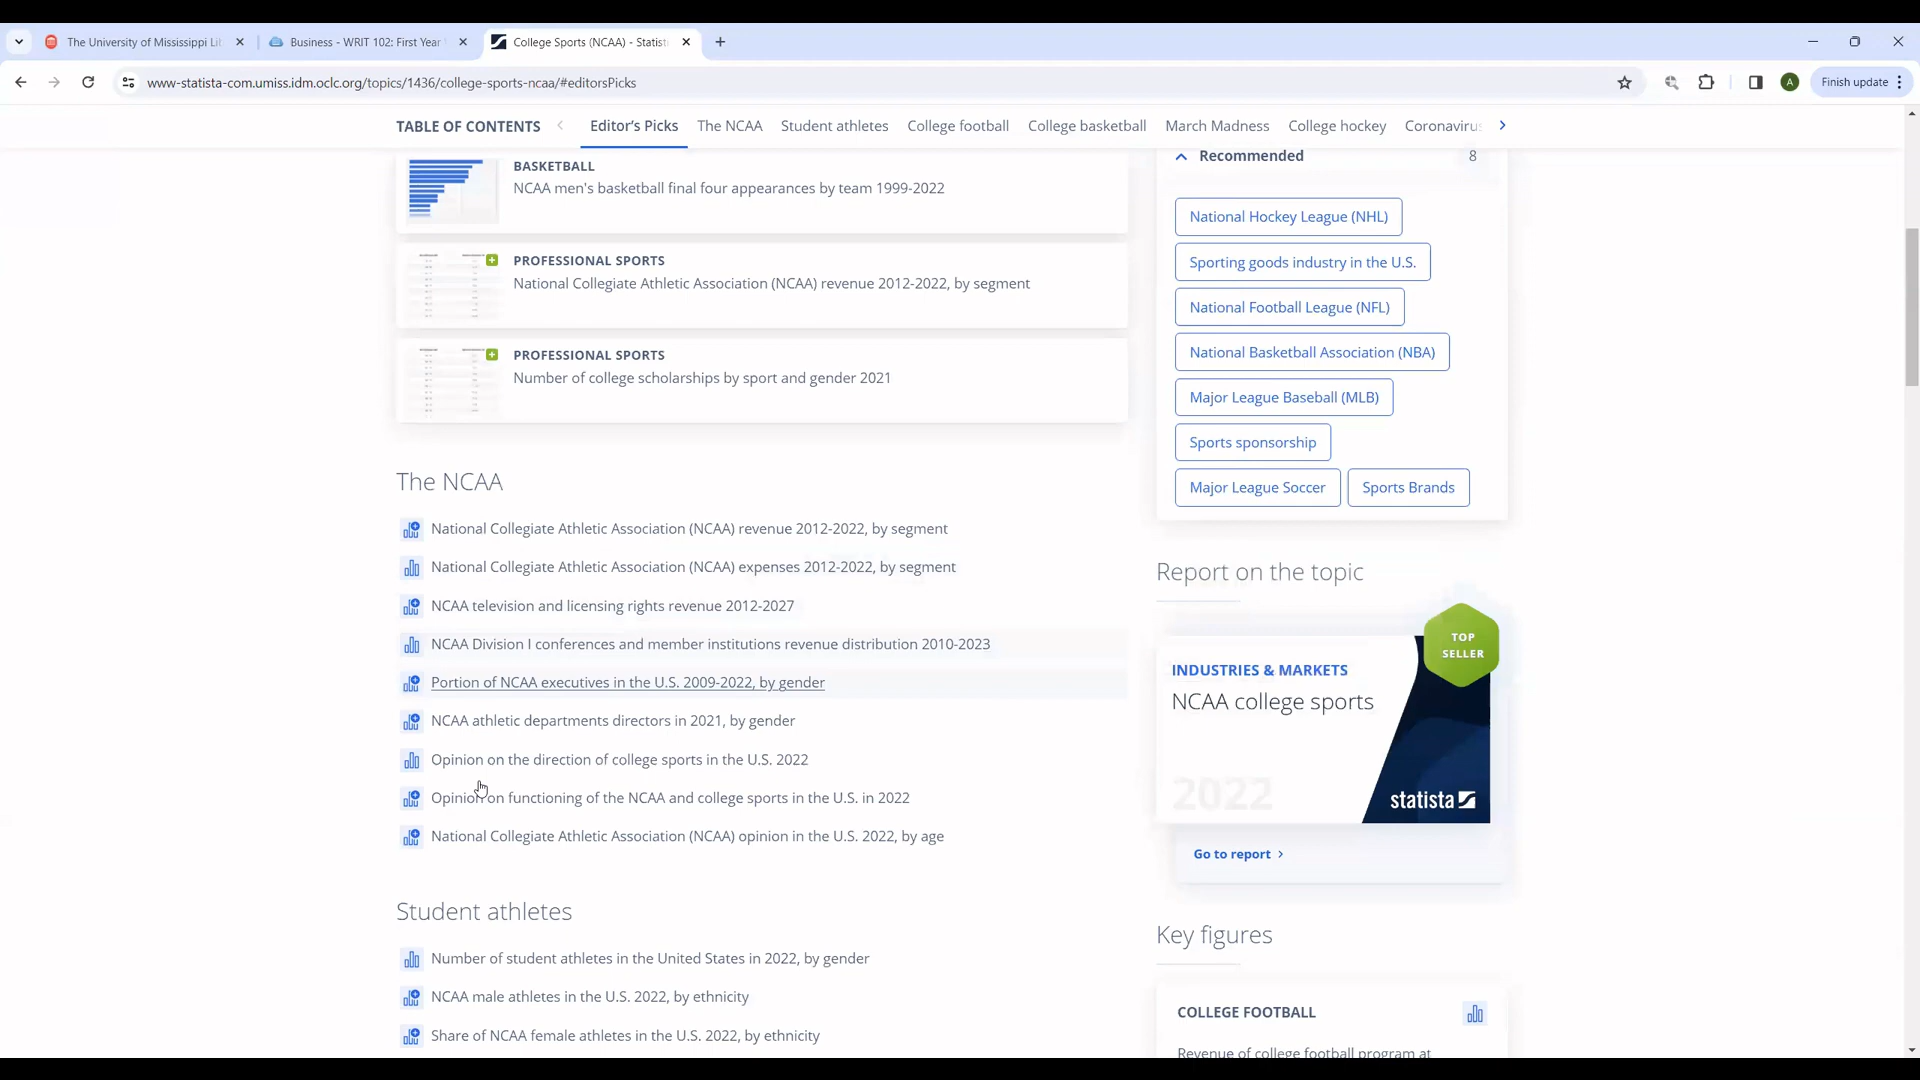 The University of Mississippi Li
Business - WRIT 102: First Year
College Sports (NCAA) - Statist
www-statista-com.umiss.idm.oclc.org/topics/1436/college-sports-ncaa/#editorsPicks
A
Finish update
TABLE OF CONTENTS
Editor's Picks
The NCAA
Student athletes
College football
College basketball
March Madness
College hockey
Coronaviru
BASKETBALL
NCAA men's basketball final four appearances by team 1999-2022
PROFESSIONAL SPORTS
National Collegiate Athletic Association (NCAA) revenue 2012-2022, by segment
PROFESSIONAL SPORTS
Number of college scholarships by sport and gender 2021
The NCAA
National Collegiate Athletic Association (NCAA) revenue 2012-2022, by segment
National Collegiate Athletic Association (NCAA) expenses 2012-2022, by segment
NCAA television and licensing rights revenue 2012-2027
NCAA Division I conferences and member institutions revenue distribution 2010-2023
Portion of NCAA executives in the U.S. 2009-2022, by gender
NCAA athletic departments directors in 2021, by gender
Opinion on the direction of college sports in the U.S. 2022
Opinion on functioning of the NCAA and college sports in the U.S. in 2022
National Collegiate Athletic Association (NCAA) opinion in the U.S. 2022, by age
Student athletes
Number of student athletes in the United States in 2022, by gender
NCAA male athletes in the U.S. 2022, by ethnicity
Share of NCAA female athletes in the U.S. 2022, by ethnicity
Recommended 8
National Hockey League (NHL)
Sporting goods industry in the U.S.
National Football League (NFL)
National Basketball Association (NBA)
Major League Baseball (MLB)
Sports sponsorship
Major League Soccer
Sports Brands
Report on the topic
TOP
SELLER
INDUSTRIES & MARKETS
NCAA college sports
2022
statista
Go to report
Key figures
COLLEGE FOOTBALL
Revenue of college football program at